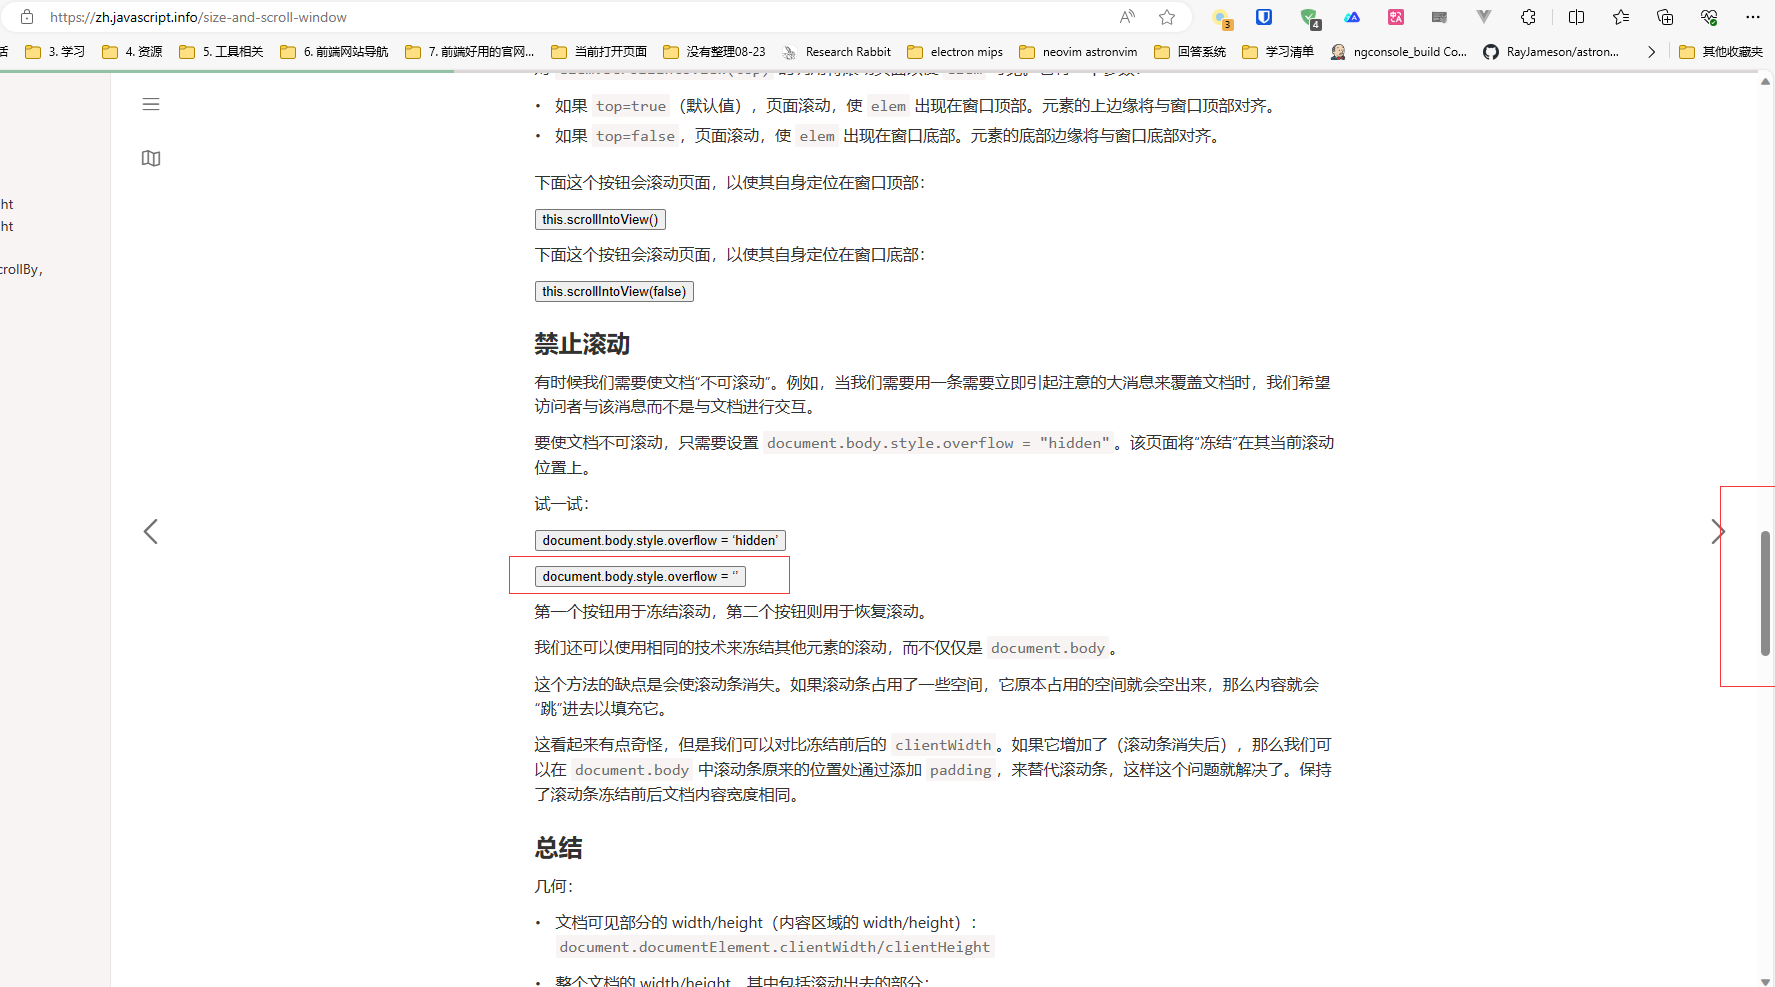 https://zh.javascript.info/size-and-scroll-window
3
4
3. 学习
4. 资源
5. 工具相关
6. 前端网站导航
7. 前端好用的官网...
当前打开页面
没有整理08-23
Research Rabbit
electron mips
neovim astronvim
回答系统
学习清单
ngconsole_build Co...
RayJameson/astron...
其他收藏夹
ht
ht
crollBy,
• 如果 top=true（默认值），页面滚动，使 elem 出现在窗口顶部。元素的上边缘将与窗口顶部对齐。
• 如果 top=false，页面滚动，使 elem 出现在窗口底部。元素的底部边缘将与窗口底部对齐。
下面这个按钮会滚动页面，以使其自身定位在窗口顶部：
this.scrollIntoView()
下面这个按钮会滚动页面，以使其自身定位在窗口底部：
this.scrollIntoView(false)
禁止滚动
有时候我们需要使文档“不可滚动”。例如，当我们需要用一条需要立即引起注意的大消息来覆盖文档时，我们希望
访问者与该消息而不是与文档进行交互。
要使文档不可滚动，只需要设置 document.body.style.overflow = "hidden"。该页面将“冻结”在其当前滚动
位置上。
试一试：
document.body.style.overflow = ‘hidden’
document.body.style.overflow = ‘’
第一个按钮用于冻结滚动，第二个按钮则用于恢复滚动。
我们还可以使用相同的技术来冻结其他元素的滚动，而不仅仅是 document.body。
这个方法的缺点是会使滚动条消失。如果滚动条占用了一些空间，它原本占用的空间就会空出来，那么内容就会
“跳”进去以填充它。
这看起来有点奇怪，但是我们可以对比冻结前后的 clientWidth。如果它增加了（滚动条消失后），那么我们可
以在 document.body 中滚动条原来的位置处通过添加 padding，来替代滚动条，这样这个问题就解决了。保持
了滚动条冻结前后文档内容宽度相同。
总结
几何：
• 文档可见部分的 width/height（内容区域的 width/height）：
document.documentElement.clientWidth/clientHeight
• 整个文档的 width/height，其中包括滚动出去的部分：